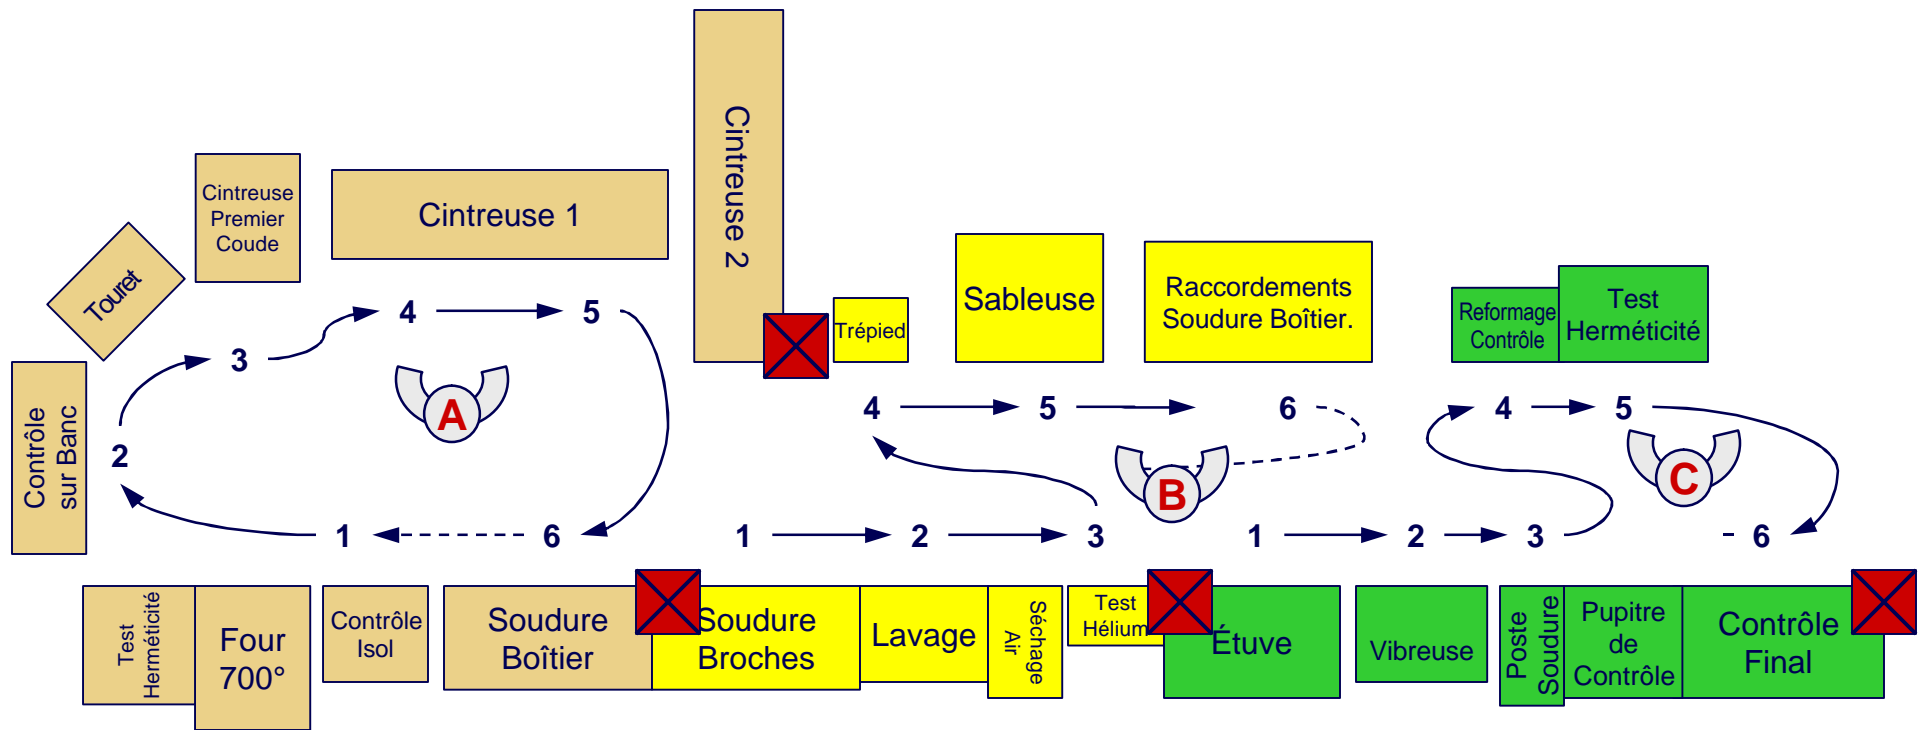 Cintreuse 2
Cintreuse
Premier
Coude
Cintreuse 1
Touret
Contrôle
sur Banc
Trépied
Sableuse
Raccordements
Soudure Boîtier.
Reformage
Contrôle
Test
Herméticité
4
5
3
A
2
1
6
4
5
6
B
1
2
3
4
5
C
1
2
3
6
Test
Herméticité
Four
700°
Contrôle
Isol
Soudure
Boîtier
Soudure
Broches
Lavage
Séchage
Air
Test
Hélium
Étuve
Vibreuse
Poste
Soudure
Pupitre
de
Contrôle
Contrôle
Final